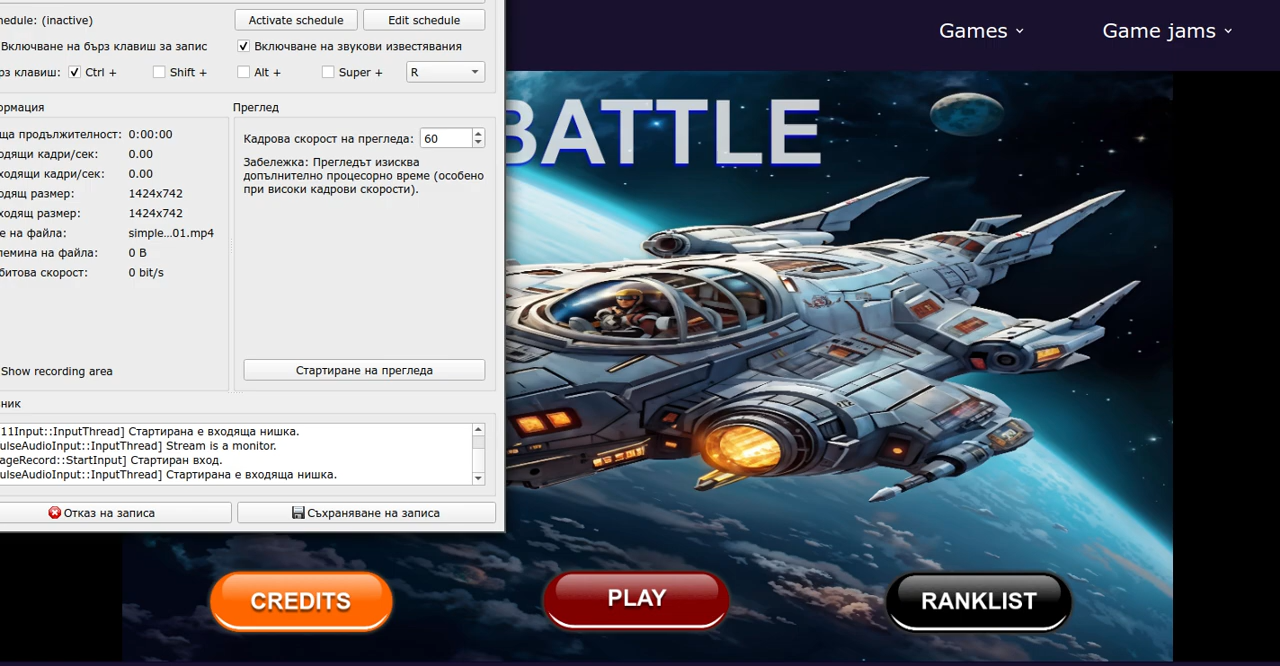 hedule: (inactive) Activate schedule Edit schedule
Включване на бърз клавиш за запис Включване на звукови известявания
рз клавиш: Ctrl + Shift + Alt + Super + R
ормация Преглед
ща продължителност: 0:00:00
одящи кадри/сек: 0.00
ходящи кадри/сек: 0.00
одящ размер: 1424x742
ходящ размер: 1424x742
е на файла: simple...01.mp4
лемина на файла: 0 B
битова скорост: 0 bit/s
Show recording area
Кадрова скорост на прегледа: 60
Забележка: Прегледът изисква
допълнително процесорно време (особено
при високи кадрови скорости).
Стартиране на прегледа
ник
11Input::InputThread] Стартирана е входяща нишка.
ulseAudioInput::InputThread] Stream is a monitor.
ageRecord::StartInput] Стартиран вход.
ulseAudioInput::InputThread] Стартирана е входяща нишка.
Отказ на записа Съхраняване на записа
Games Game jams
BATTLE
CREDITS PLAY RANKLIST